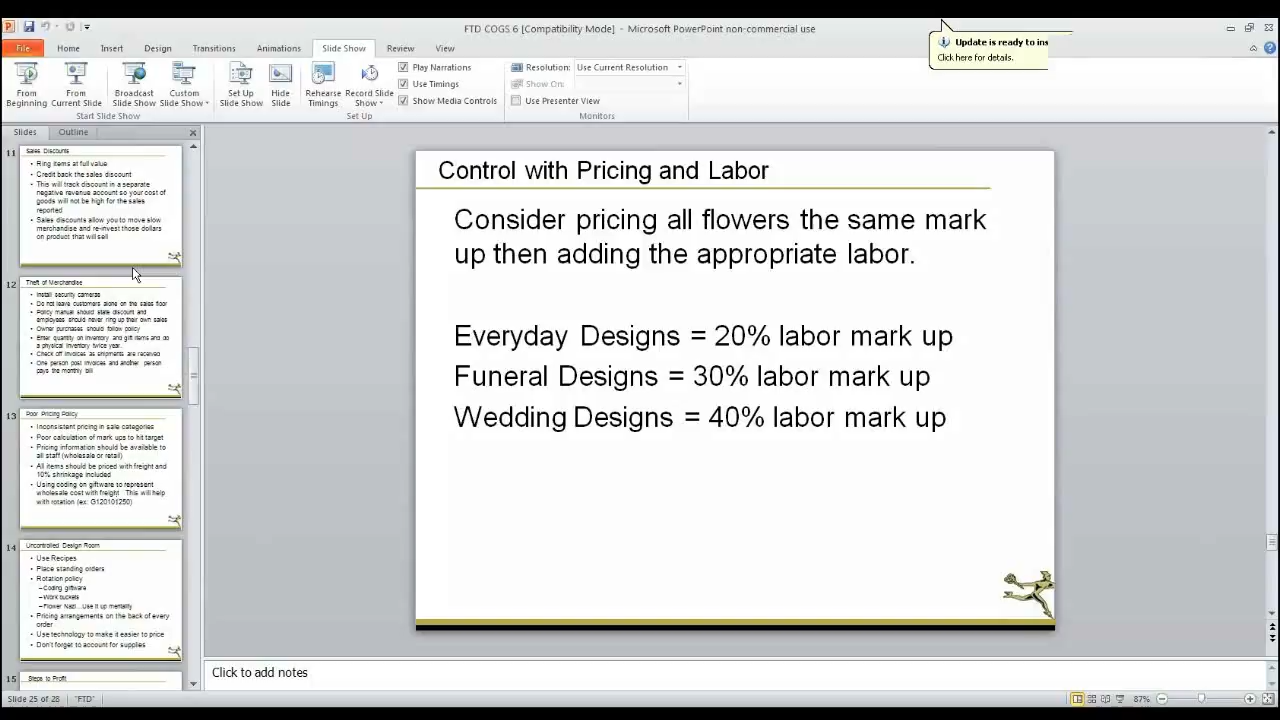 FTD COGS 6 [Compatibility Mode] - Microsoft PowerPoint non-commercial use
Update is ready to ins
Click here for details.
File Home Insert Design Transitions Animations Slide Show Review View
From Beginning
From Current Slide
Broadcast Slide Show
Custom Slide Show
Start Slide Show
Set Up Slide Show
Hide Slide
Rehearse Timings
Record Slide Show
Play Narrations
Use Timings
Show Media Controls
Set Up
Resolution: Use Current Resolution
Show On:
Use Presenter View
Monitors
Slides Outline
11 Sales Discounts
• Ring items at full value
• Credit back the sales discount
• This will track discount in a separate
negative revenue account so your cost of
goods will not be high for the sales
reported
• Sales discounts allow you to move slow
merchandise and re-invest those dollars
on product that will sell
12 Theft of Merchandise
• Install security cameras
• Do not leave customers alone on the sales floor
• Policy manual should state discount and
employees should never ring up their own sales
• Owner purchases should follow policy
• Enter quantity on inventory and gift items and do
a physical inventory twice year.
• Check off invoices as shipments are received
• One person post invoices and another person
pays the monthly bill
13 Poor Pricing Policy
• Inconsistent pricing in sale categories
• Poor calculation of mark ups to hit target
• Pricing information should be available to
all staff (wholesale or retail)
• All items should be priced with freight and
10% shrinkage included
• Using coding on giftware to represent
wholesale cost with freight This will help
with rotation (ex: G120101250)
14 Uncontrolled Design Room
• Use Recipes
• Place standing orders
• Rotation policy
–Coding giftware
–Work buckets
–Flower Nazi...Use it up mentality
• Pricing arrangements on the back of every
order
• Use technology to make it easier to price
• Don't forget to account for supplies
15 Steps to Profit
Control with Pricing and Labor
Consider pricing all flowers the same mark
up then adding the appropriate labor.
Everyday Designs = 20% labor mark up
Funeral Designs = 30% labor mark up
Wedding Designs = 40% labor mark up
Click to add notes
Slide 25 of 28 "FTD" 87%